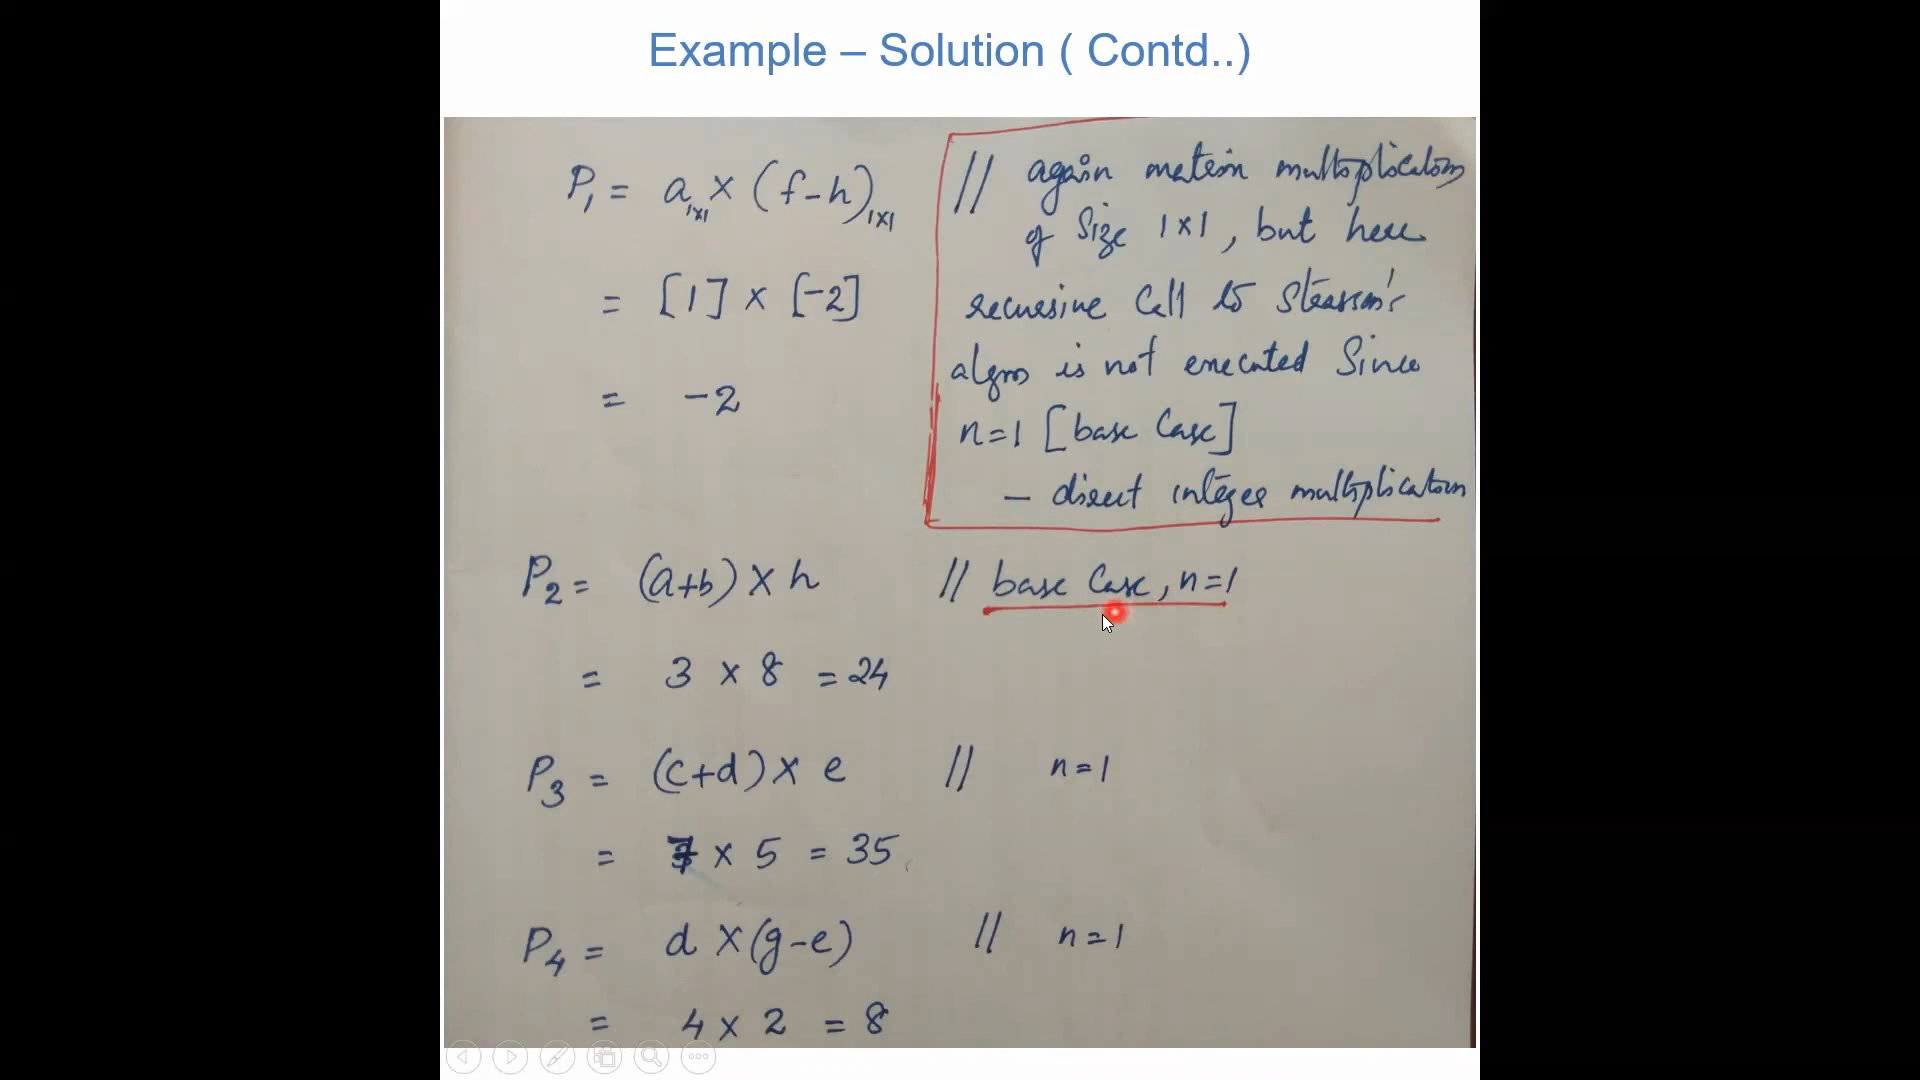 Example – Solution ( Contd..)
P₁ = a₁ₓ₁ × (f-h)₁ₓ₁ // again matrix multiplication
of size 1×1, but here
= [1] × [-2] recursive call to Strassen's
algm is not executed since
= -2 n=1 [base case]
– direct integer multiplication
P₂ = (a+b) × h // base case, n=1
= 3 × 8 = 24
P₃ = (c+d) × e // n=1
= 7 × 5 = 35
P₄ = d × (g-e) // n=1
= 4 × 2 = 8